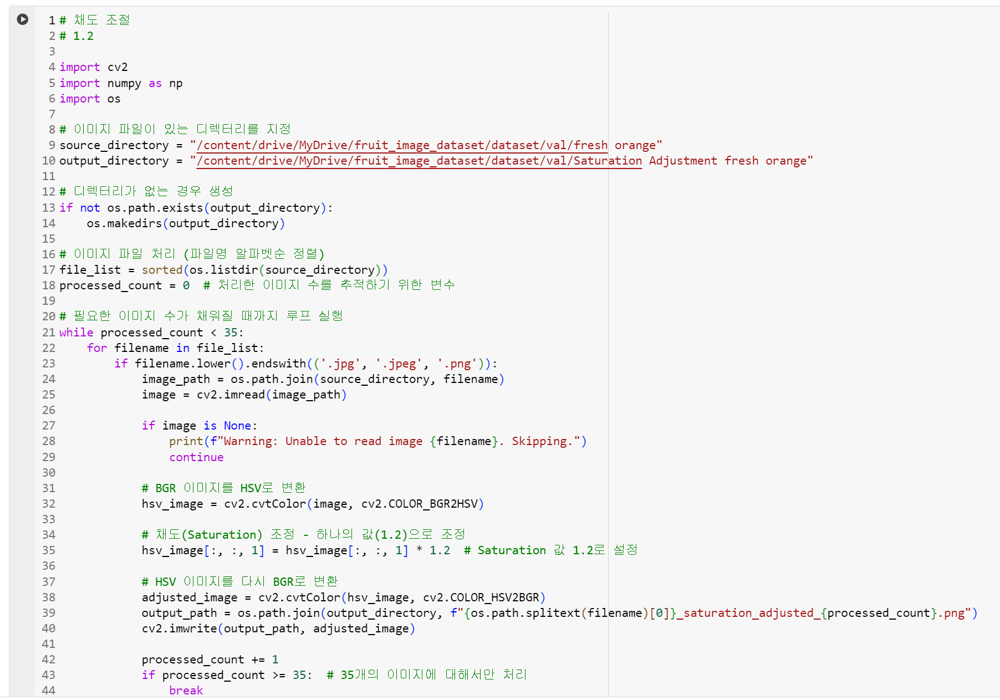 1 # 채도 조절
2 # 1.2
3
4 import cv2
5 import numpy as np
6 import os
7
8 # 이미지 파일이 있는 디렉터리를 지정
9 source_directory = "/content/drive/MyDrive/fruit_image_dataset/dataset/val/fresh orange"
10 output_directory = "/content/drive/MyDrive/fruit_image_dataset/dataset/val/Saturation Adjustment fresh orange"
11
12 # 디렉터리가 없는 경우 생성
13 if not os.path.exists(output_directory):
14     os.makedirs(output_directory)
15
16 # 이미지 파일 처리 (파일명 알파벳순 정렬)
17 file_list = sorted(os.listdir(source_directory))
18 processed_count = 0  # 처리한 이미지 수를 추적하기 위한 변수
19
20 # 필요한 이미지 수가 채워질 때까지 루프 실행
21 while processed_count < 35:
22     for filename in file_list:
23         if filename.lower().endswith(('.jpg', '.jpeg', '.png')):
24             image_path = os.path.join(source_directory, filename)
25             image = cv2.imread(image_path)
26
27             if image is None:
28                 print(f"Warning: Unable to read image {filename}. Skipping.")
29                 continue
30
31             # BGR 이미지를 HSV로 변환
32             hsv_image = cv2.cvtColor(image, cv2.COLOR_BGR2HSV)
33
34             # 채도(Saturation) 조정 - 하나의 값(1.2)으로 조정
35             hsv_image[:, :, 1] = hsv_image[:, :, 1] * 1.2  # Saturation 값 1.2로 설정
36
37             # HSV 이미지를 다시 BGR로 변환
38             adjusted_image = cv2.cvtColor(hsv_image, cv2.COLOR_HSV2BGR)
39             output_path = os.path.join(output_directory, f"{os.path.splitext(filename)[0]}_saturation_adjusted_{processed_count}.png")
40             cv2.imwrite(output_path, adjusted_image)
41
42             processed_count += 1
43             if processed_count >= 35:  # 35개의 이미지에 대해서만 처리
44                 break